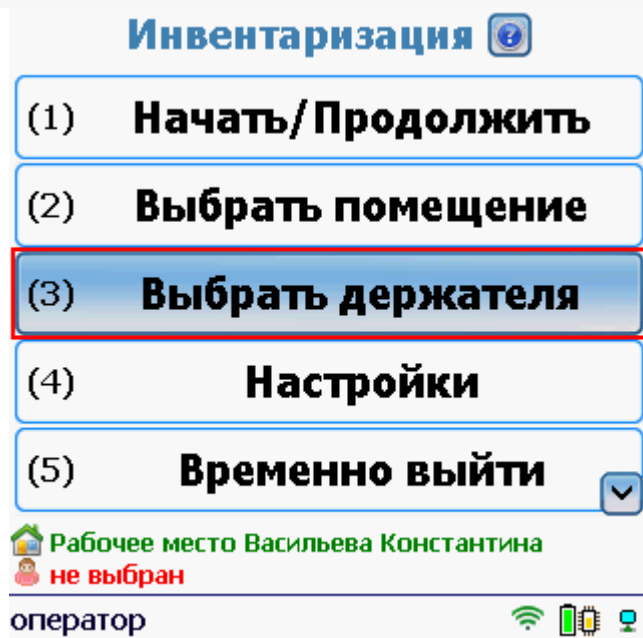 Инвентаризация
(1) Начать/Продолжить
(2) Выбрать помещение
(3) Выбрать держателя
(4) Настройки
(5) Временно выйти
Рабочее место Васильева Константина
не выбран
оператор